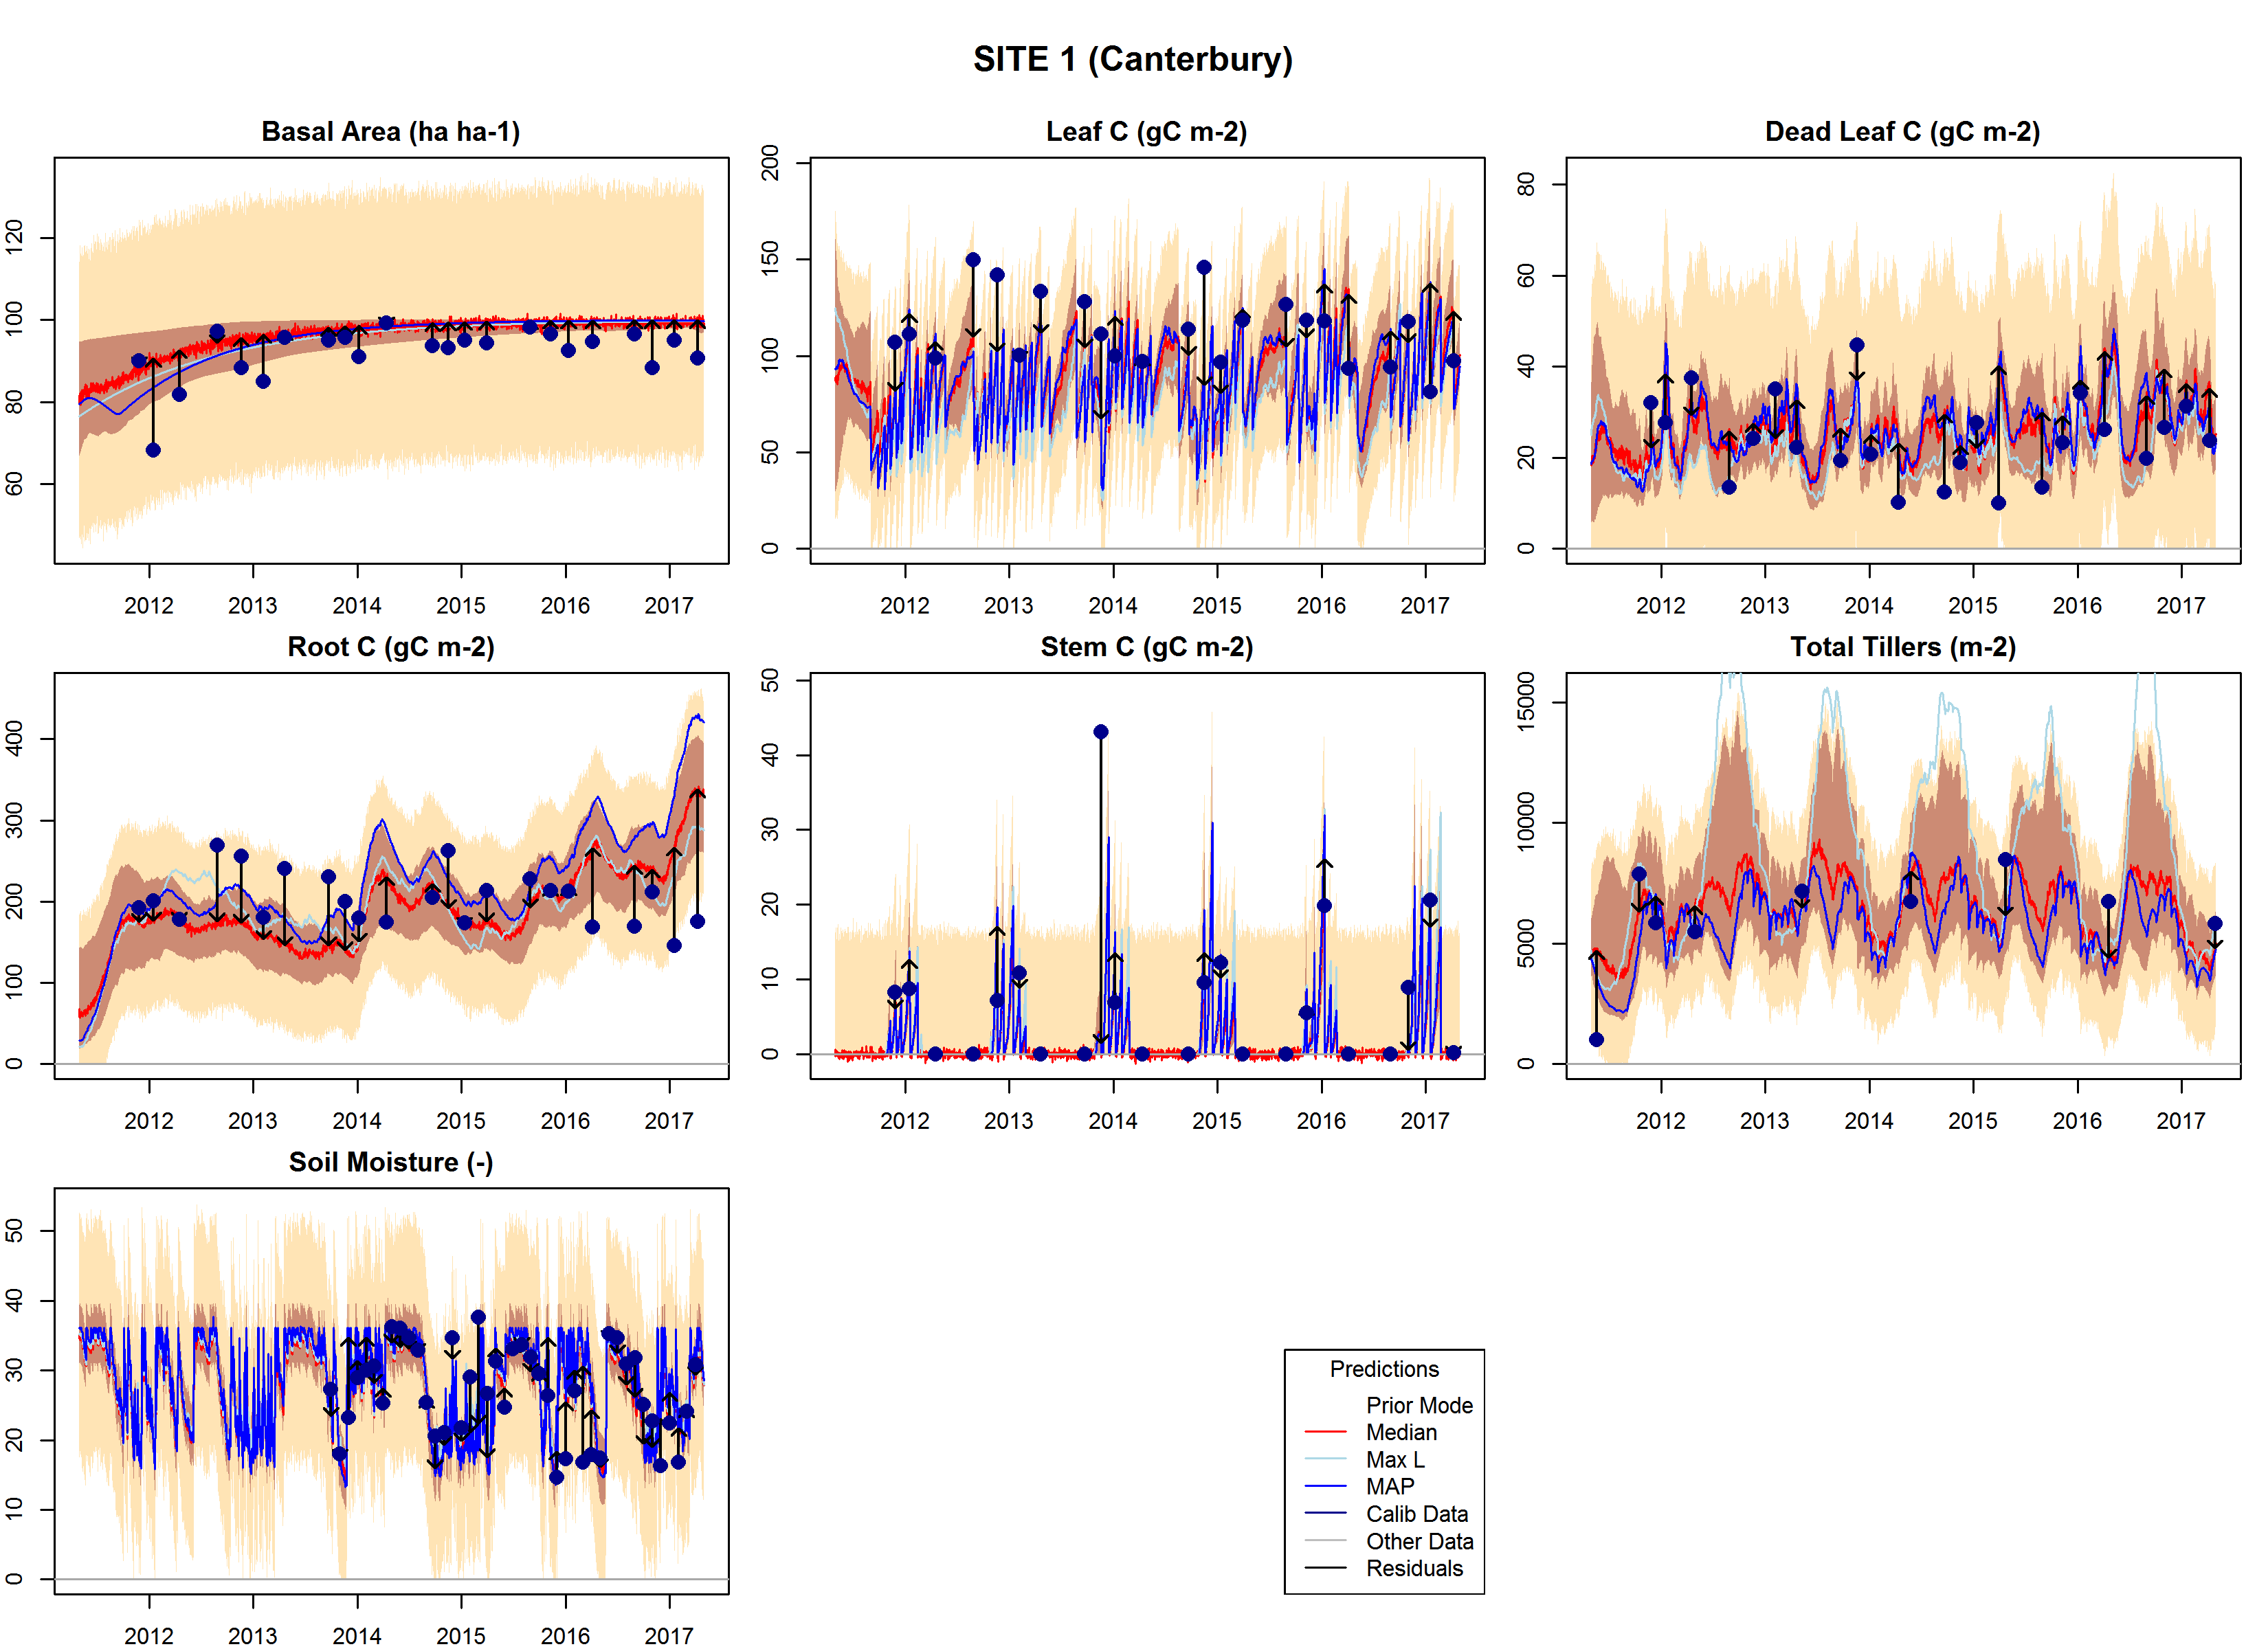 SITE 1 (Canterbury)
Basal Area (ha ha-1)
120
100
80
60
2012 2013 2014 2015 2016 2017
Leaf C (gC m-2)
200
150
100
50
0
2012 2013 2014 2015 2016 2017
Dead Leaf C (gC m-2)
80
60
40
20
0
2012 2013 2014 2015 2016 2017
Root C (gC m-2)
400
300
200
100
0
2012 2013 2014 2015 2016 2017
Stem C (gC m-2)
50
40
30
20
10
0
2012 2013 2014 2015 2016 2017
Total Tillers (m-2)
15000
10000
5000
0
2012 2013 2014 2015 2016 2017
Soil Moisture (-)
50
40
30
20
10
0
2012 2013 2014 2015 2016 2017
Predictions
Prior Mode
Median
Max L
MAP
Calib Data
Other Data
Residuals